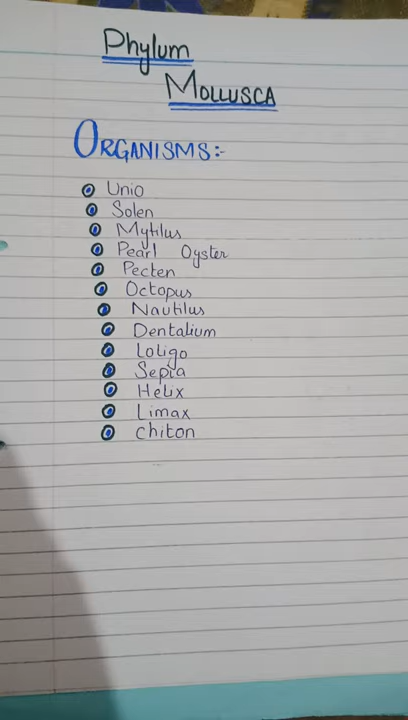 Phylum
Mollusca
Organisms:-
Unio
Solen
Mytilus
Pearl Oyster
Pecten
Octopus
Nautilus
Dentalium
Loligo
Sepia
Helix
Limax
Chiton